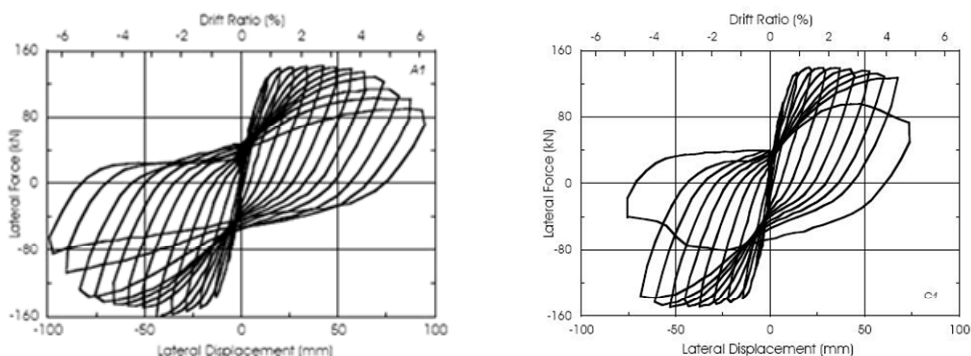 Drift Ratio (%)
-6 -4 -2 0 2 4 6
160
80
0
-80
-160
Lateral Force (kN)
A1
-100 -50 0 50 100
Lateral Displacement (mm)
Drift Ratio (%)
-6 -4 -2 0 2 4 6
160
80
0
-80
-160
Lateral Force (kN)
C1
-100 -50 0 50 100
Lateral Displacement (mm)